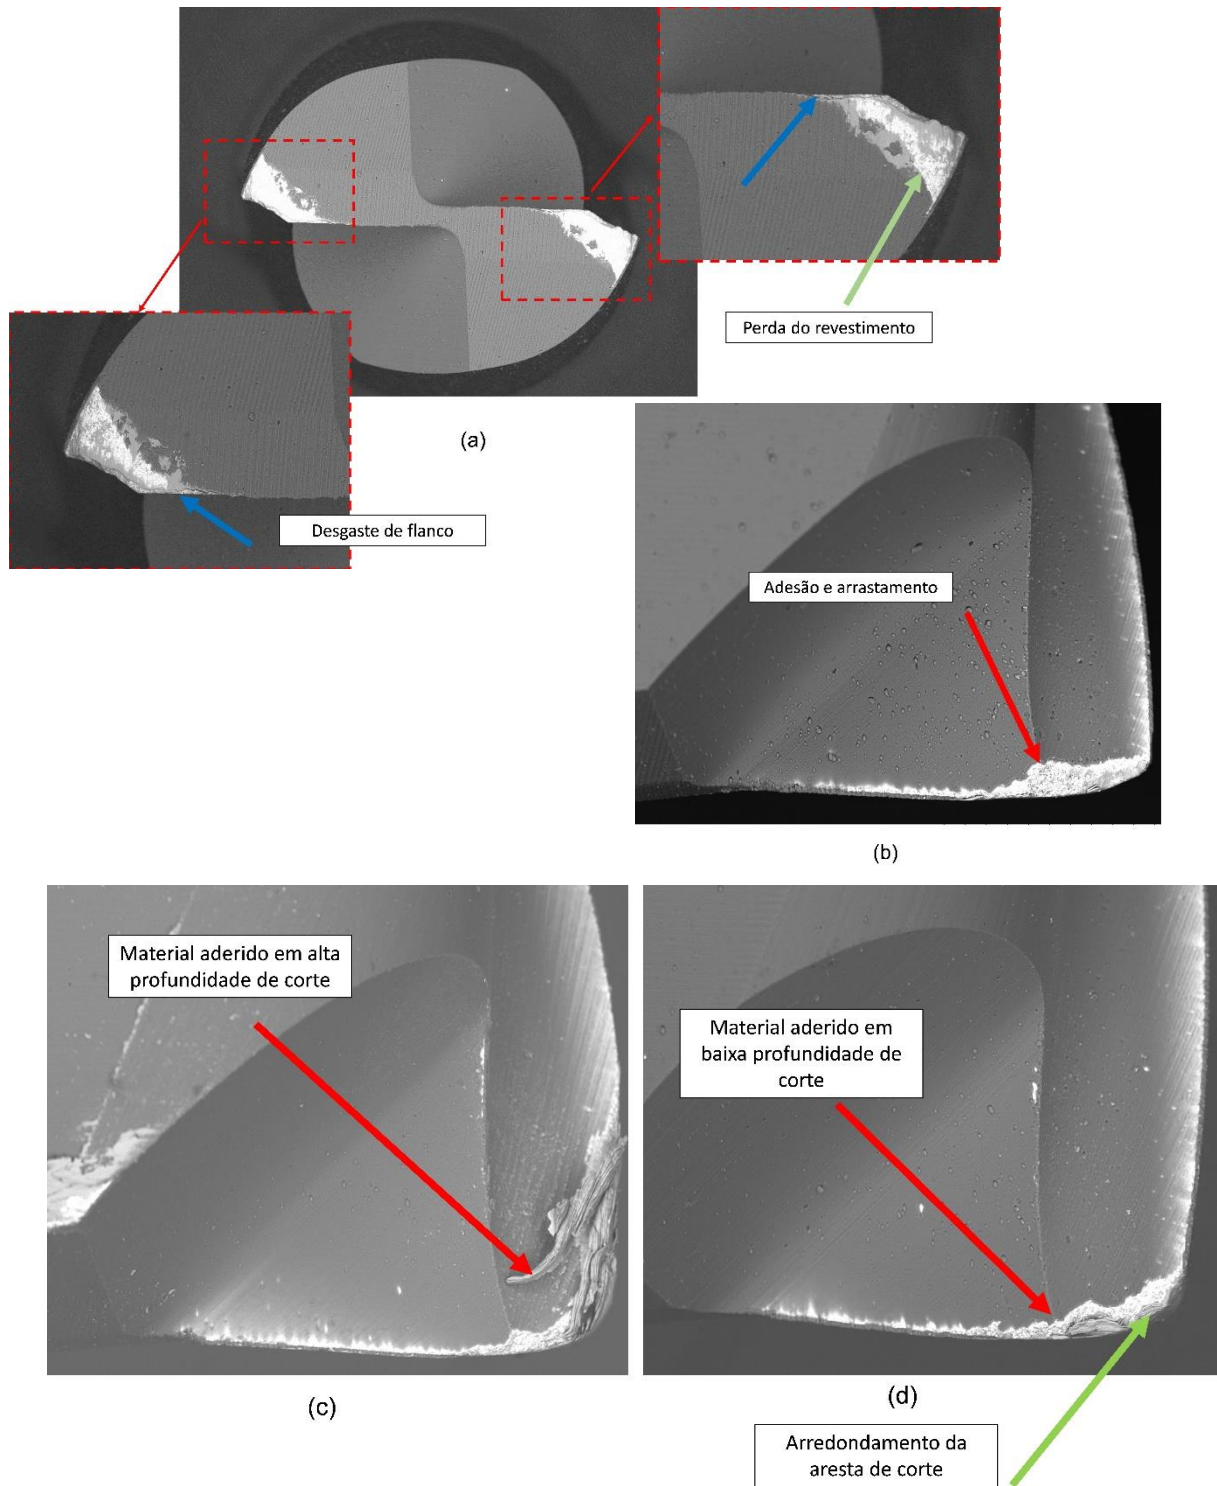 Perda do revestimento
(a)
Desgaste de flanco
Adesão e arrastamento
(b)
Material aderido em alta
profundidade de corte
Material aderido em
baixa profundidade de
corte
(c)
(d)
Arredondamento da
aresta de corte